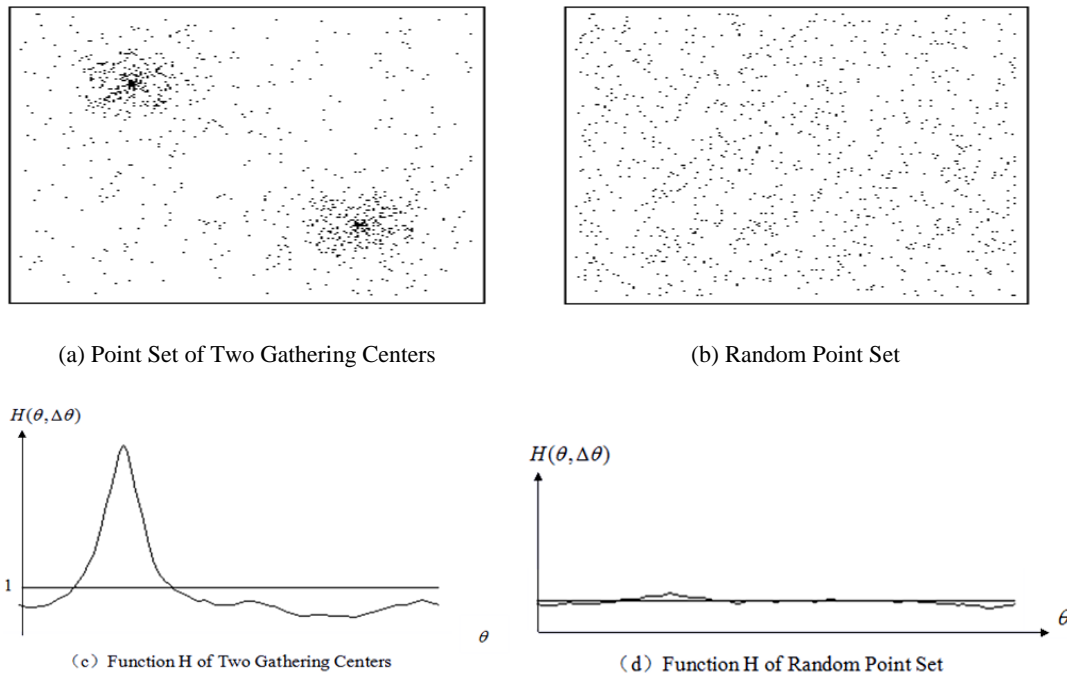 (a) Point Set of Two Gathering Centers
(b) Random Point Set
H(θ,Δθ)
1
θ
（c）Function H of Two Gathering Centers
H(θ,Δθ)
θ
（d）Function H of Random Point Set